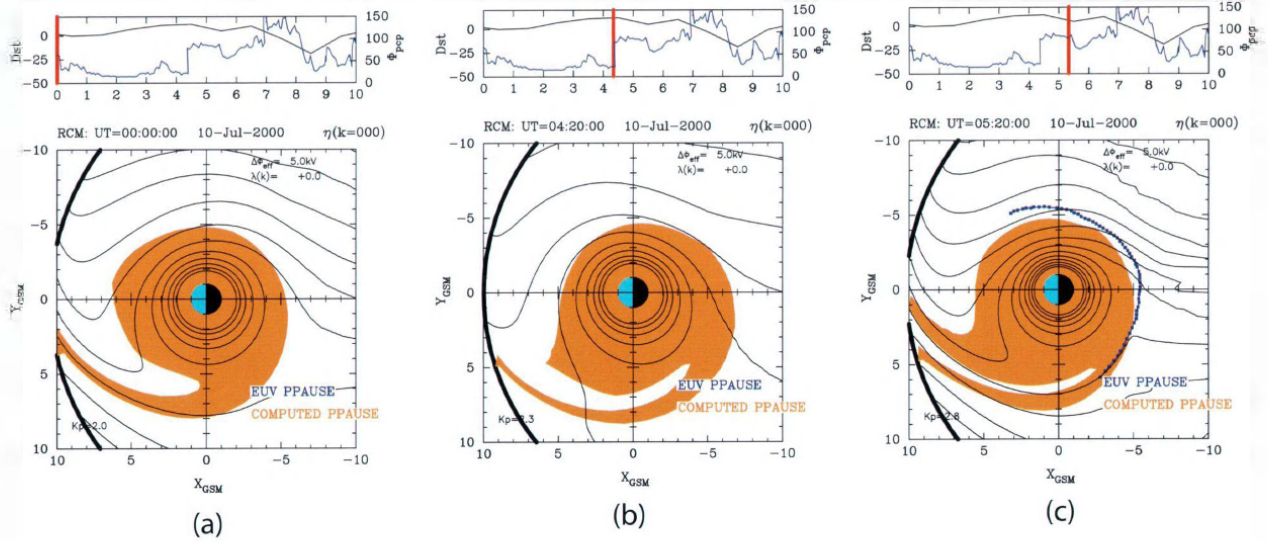 Dst
0
−25
−50
150
100
50
0
Φpcp
0 1 2 3 4 5 6 7 8 9 10
RCM: UT=00:00:00 10−Jul−2000 η(k=000)
ΔΦeff= 5.0kV
λ(k)= +0.0
−10
−5
0
5
10
YGSM
EUV PPAUSE
COMPUTED PPAUSE
Kp=2.0
10 5 0 −5 −10
XGSM
(a)
Dst
0
−25
−50
150
100
50
0
Φpcp
0 1 2 3 4 5 6 7 8 9 10
RCM: UT=04:20:00 10−Jul−2000 η(k=000)
ΔΦeff= 5.0kV
λ(k)= +0.0
−10
−5
0
5
10
YGSM
EUV PPAUSE
COMPUTED PPAUSE
10 5 0 −5 −10
XGSM
(b)
Dst
0
−25
−50
150
100
50
0
Φpcp
0 1 2 3 4 5 6 7 8 9 10
RCM: UT=05:20:00 10−Jul−2000 η(k=000)
ΔΦeff= 5.0kV
λ(k)= +0.0
−10
−5
0
5
10
YGSM
EUV PPAUSE
COMPUTED PPAUSE
10 5 0 −5 −10
XGSM
(c)